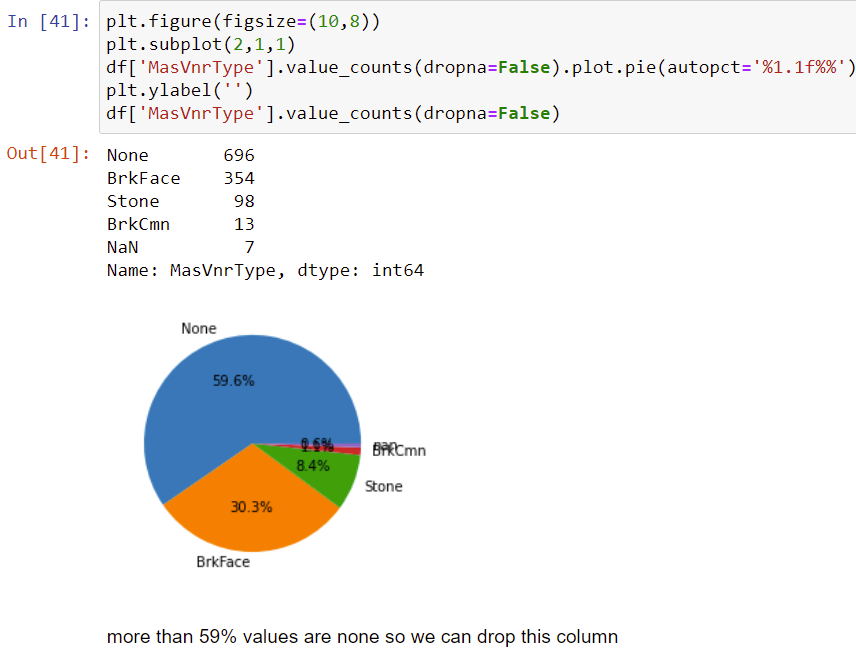 In [41]: plt.figure(figsize=(10,8))
plt.subplot(2,1,1)
df['MasVnrType'].value_counts(dropna=False).plot.pie(autopct='%1.1f%%')
plt.ylabel('')
df['MasVnrType'].value_counts(dropna=False)
Out[41]: None 696
BrkFace 354
Stone 98
BrkCmn 13
NaN 7
Name: MasVnrType, dtype: int64
None
59.6%
0.6%
nan
1.1%
BrkCmn
8.4%
Stone
30.3%
BrkFace
more than 59% values are none so we can drop this column